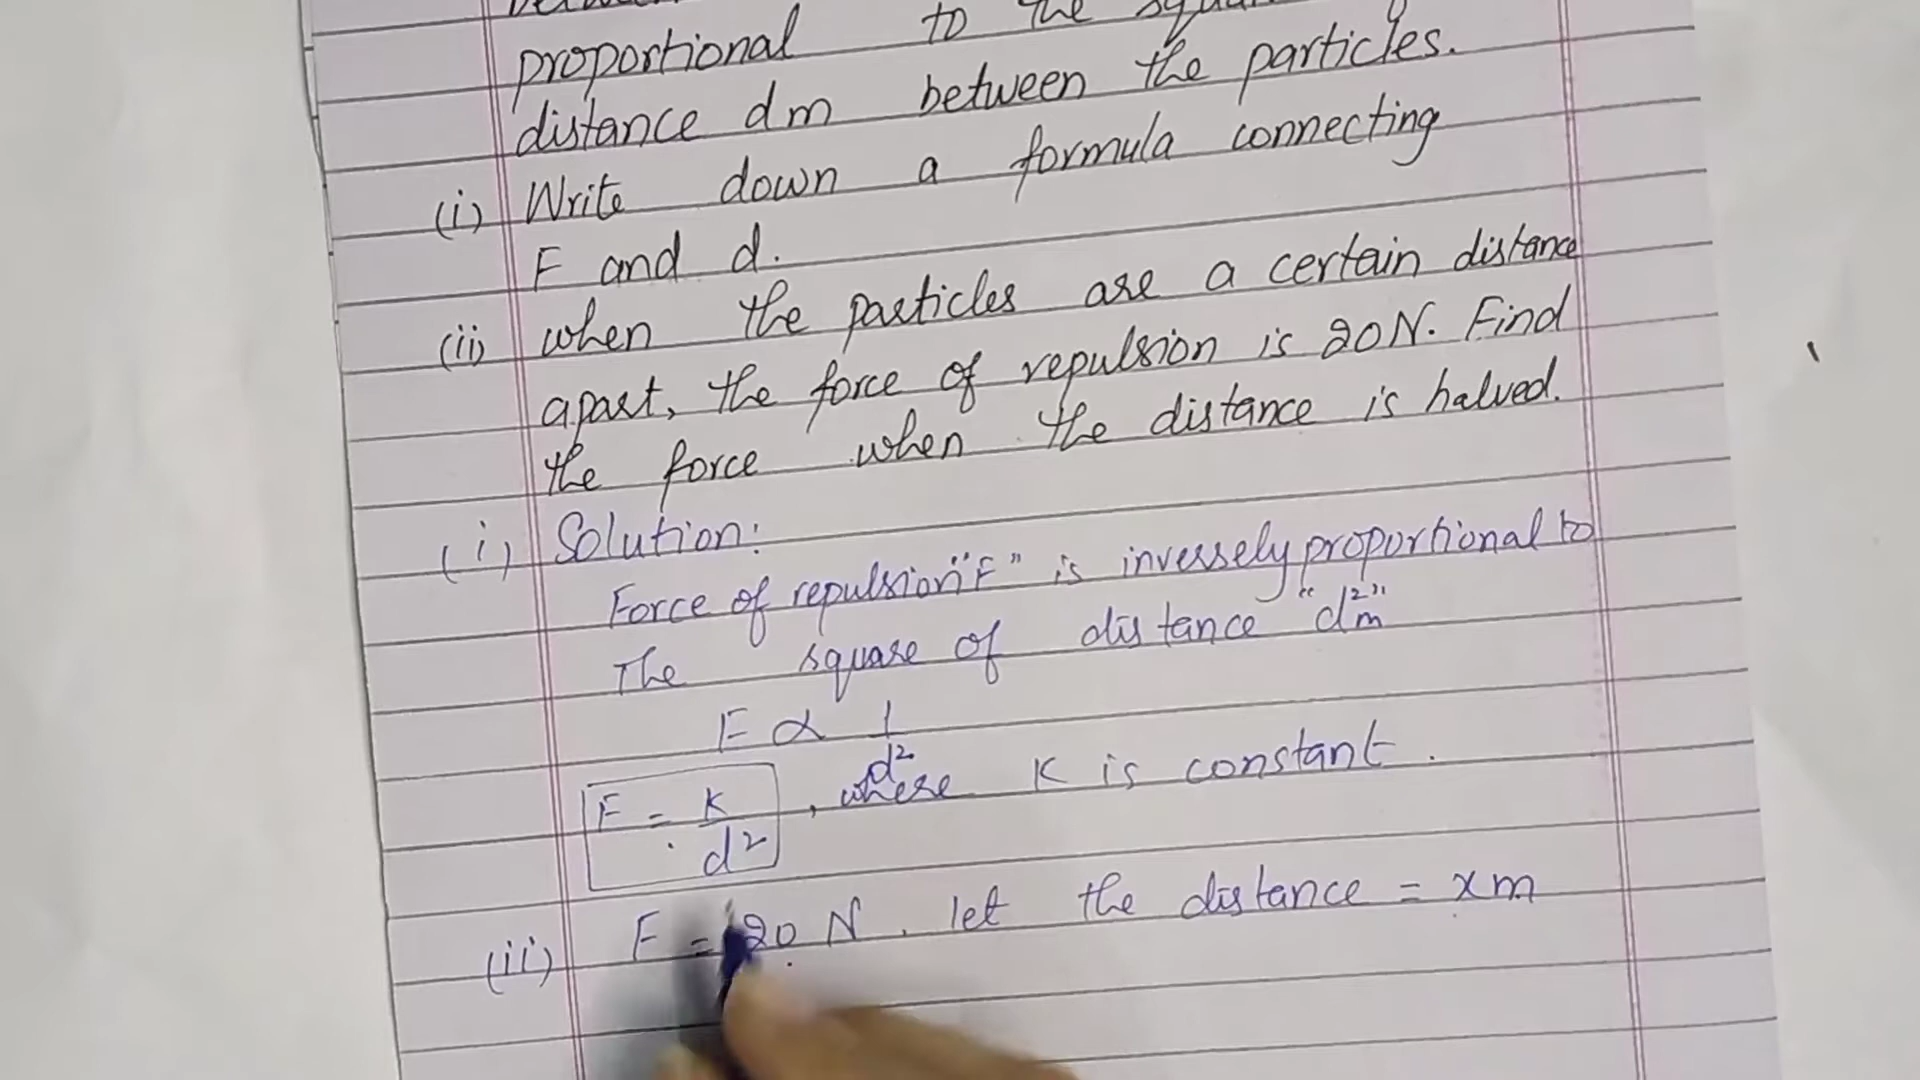 proportional to the
distance dm between the particles.
(i) Write down a formula connecting
F and d.
(ii) when the particles are a certain distance
apart, the force of repulsion is 20N. Find
the force when the distance is halved.
(i) Solution:
Force of repulsion "F" is inversely proportional to
The square of distance "d²m"
F ∝ 1/d²
F = K/d² , where K is constant.
(ii) F = 20 N. let the distance = xm